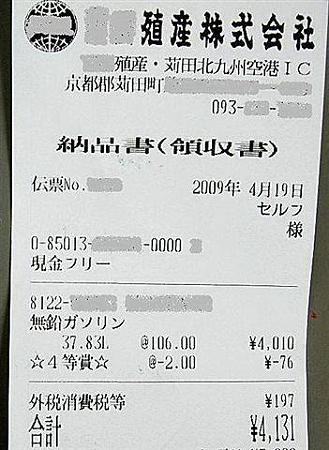 殖産株式会社
殖産・苅田北九州空港IC
京都郡苅田町
093-
納品書(領収書)
伝票No.
2009年 4月19日
セルフ
様
0-85013- -0000
現金フリー
8122-
無鉛ガソリン
37.83L @106.00 ¥4,010
☆4等賞☆ @-2.00 ¥-76
外税消費税等 ¥197
合計 ¥4,131